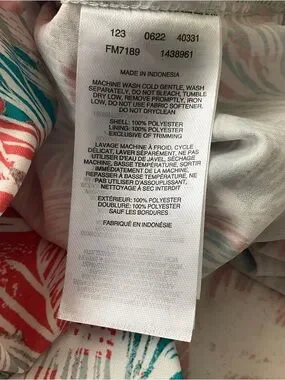 123 0622 40331
FM7189 1438961
MADE IN INDONESIA
MACHINE WASH COLD GENTLE, WASH
SEPARATELY, DO NOT BLEACH, TUMBLE
DRY LOW, REMOVE PROMPTLY, IRON
LOW, DO NOT USE FABRIC SOFTENER,
DO NOT DRYCLEAN
SHELL: 100% POLYESTER
LINING: 100% POLYESTER
EXCLUSIVE OF TRIMMING
LAVAGE MACHINE À FROID, CYCLE
DÉLICAT, LAVER SÉPARÉMENT, NE PAS
UTILISER D'EAU DE JAVEL, SÉCHAGE
MACHINE, BASSE TEMPÉRATURE, SORTIR
IMMÉDIATEMENT DE LA MACHINE,
REPASSER À BASSE TEMPÉRATURE, NE
PAS UTILISER D'ASSOUPLISSANT,
NETTOYAGE À SEC INTERDIT
EXTÉRIEUR: 100% POLYESTER
DOUBLURE: 100% POLYESTER
SAUF LES BORDURES
FABRIQUÉ EN INDONÉSIE